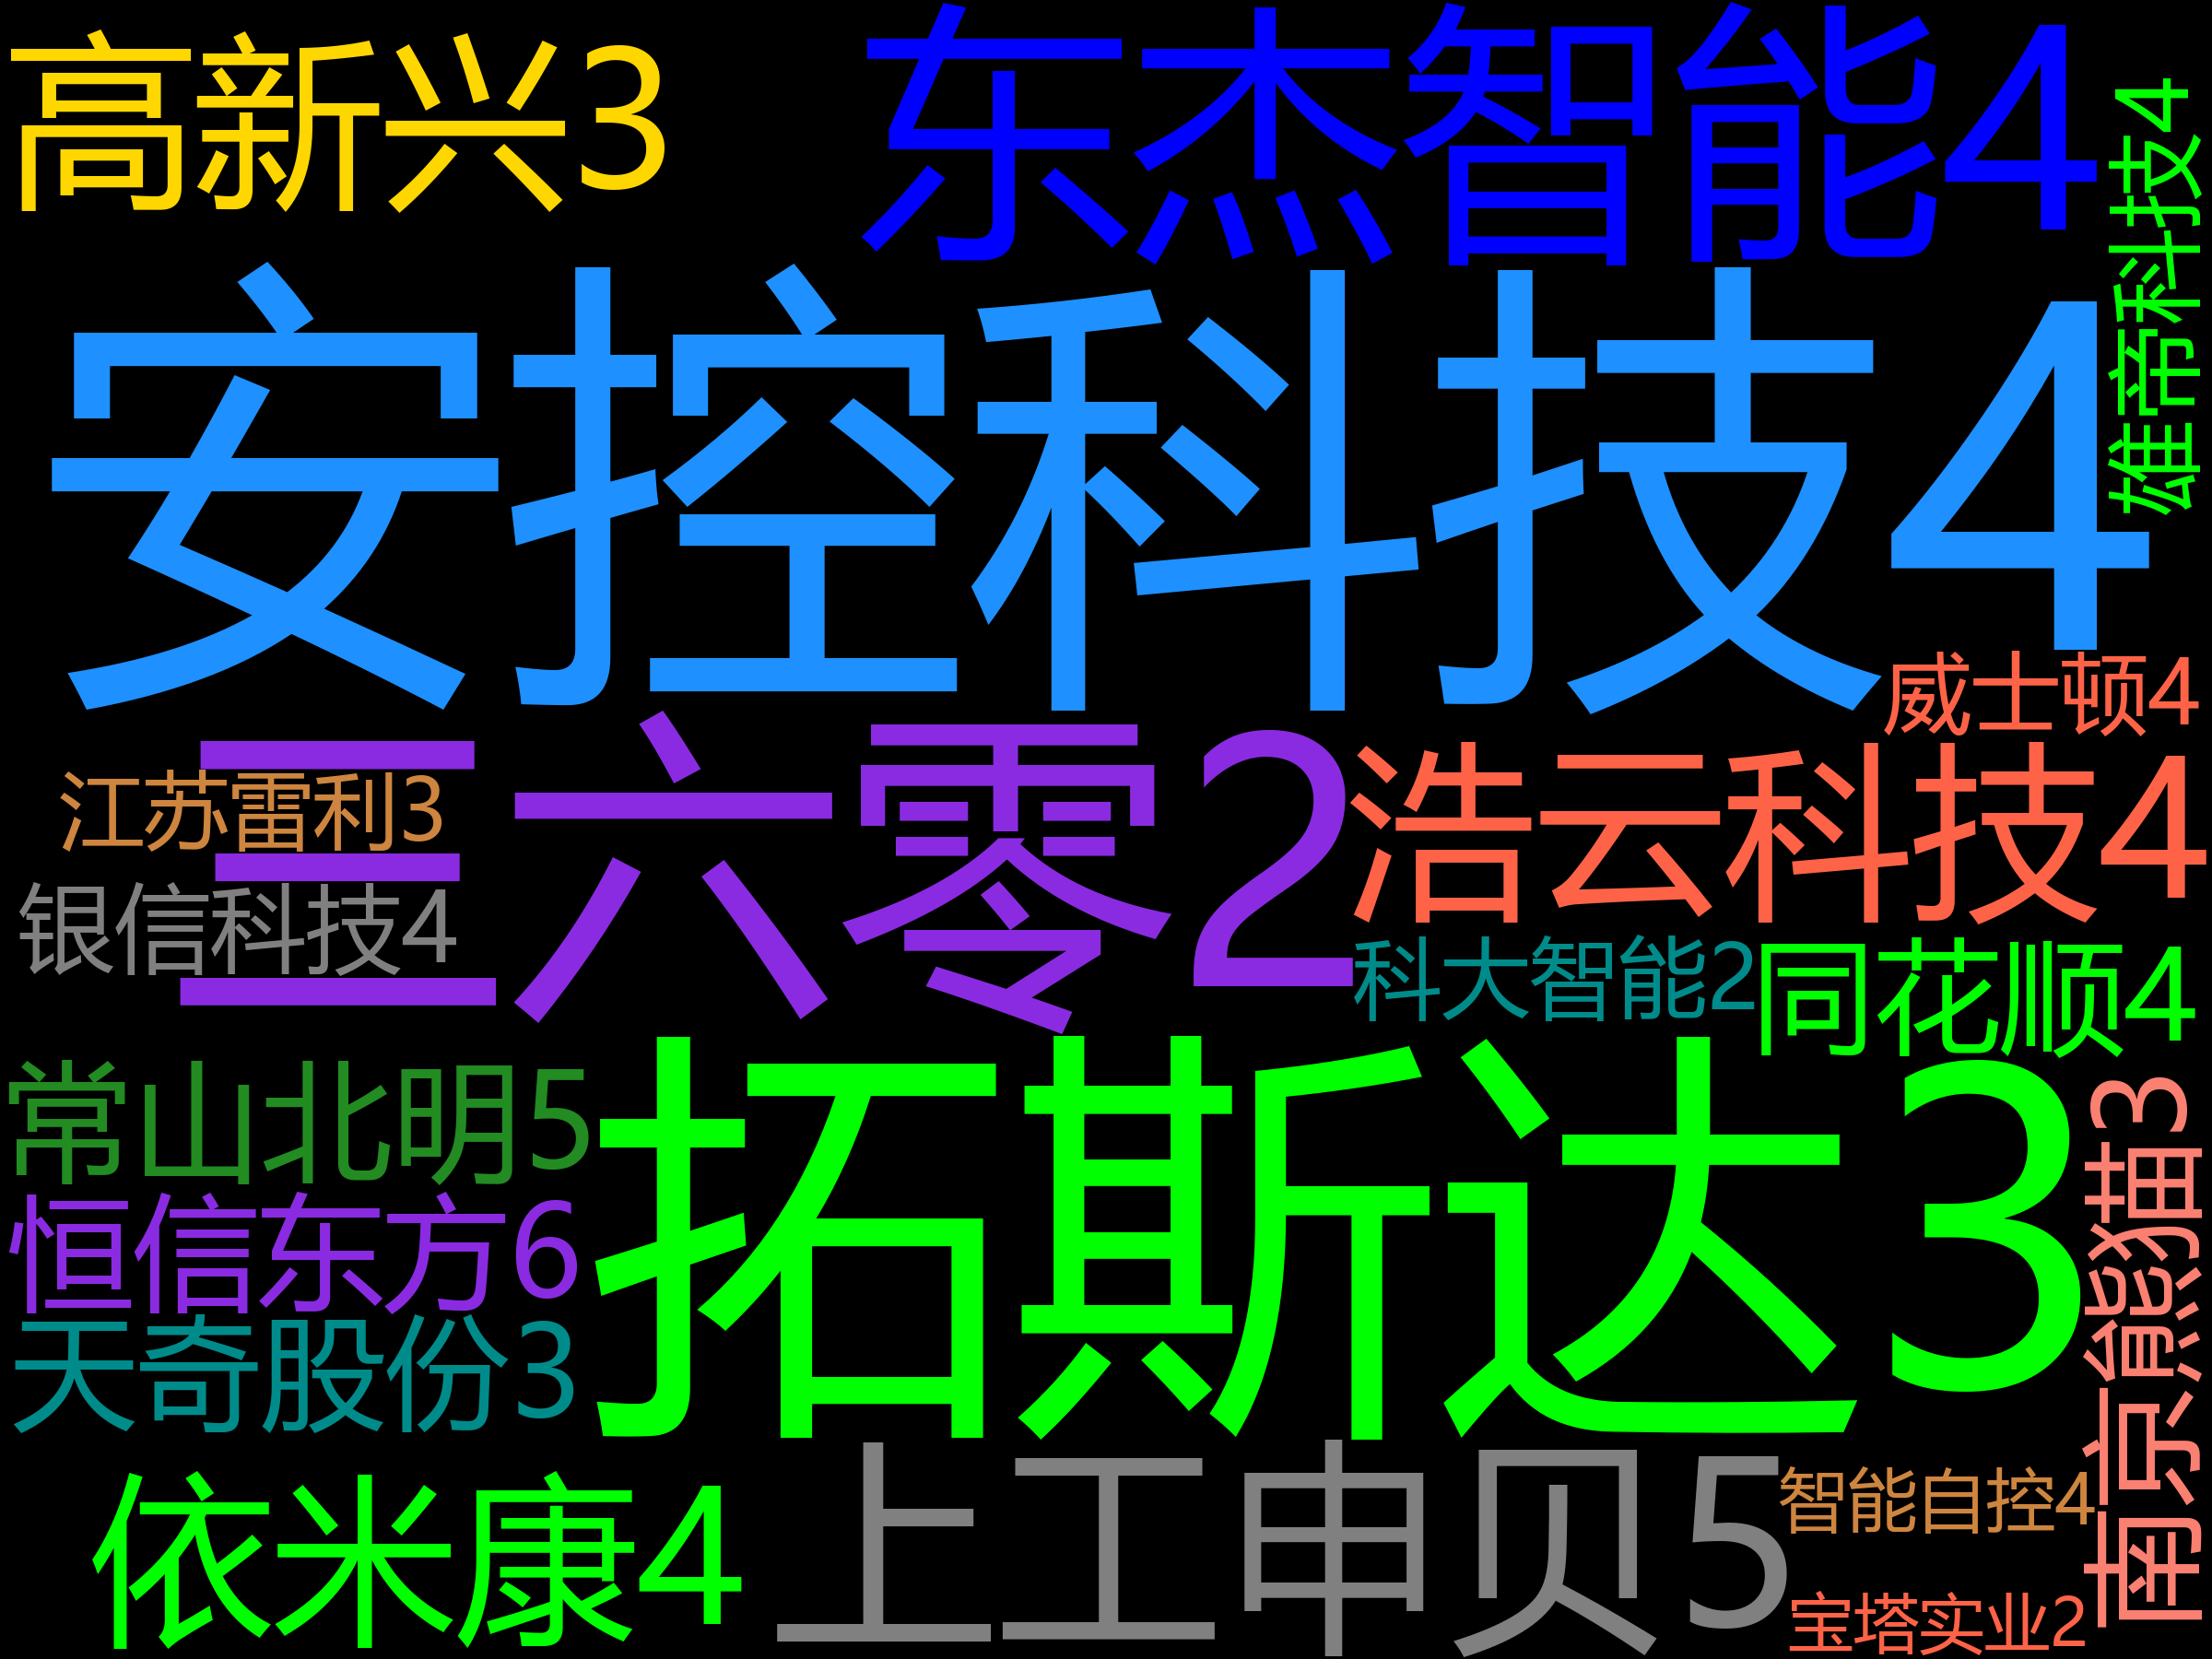 高新兴3
东杰智能4
雄帝科技4
安控科技4
威士顿4
三六零2
江苏雷利3
浩云科技4
银信科技4
科大智能2
同花顺4
常山北明5
拓斯达3
南京熊猫3
恒信东方6
天奇股份3
依米康4
上工申贝5
智能自控4
宝塔实业2